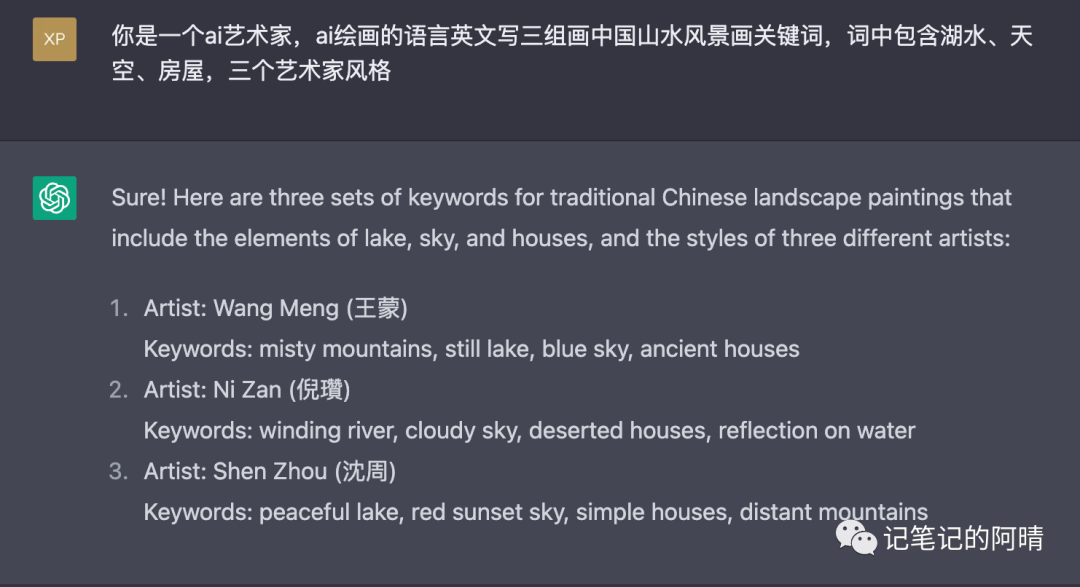 XP
你是一个ai艺术家，ai绘画的语言英文写三组画中国山水风景画关键词，词中包含湖水、天
空、房屋，三个艺术家风格
Sure! Here are three sets of keywords for traditional Chinese landscape paintings that
include the elements of lake, sky, and houses, and the styles of three different artists:
1. Artist: Wang Meng (王蒙)
Keywords: misty mountains, still lake, blue sky, ancient houses
2. Artist: Ni Zan (倪瓚)
Keywords: winding river, cloudy sky, deserted houses, reflection on water
3. Artist: Shen Zhou (沈周)
Keywords: peaceful lake, red sunset sky, simple houses, distant mountains
记笔记的阿晴